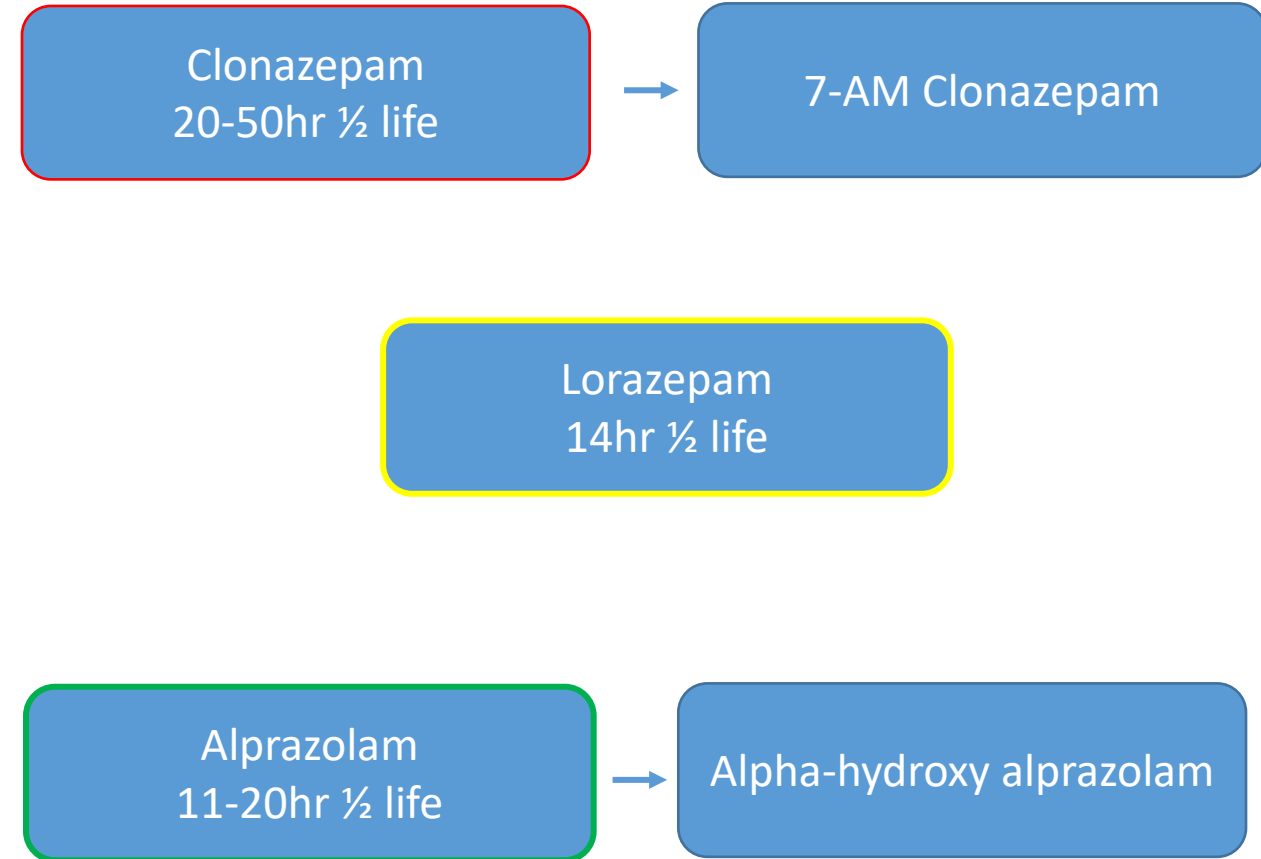 Clonazepam
20-50hr ½ life
7-AM Clonazepam
Lorazepam
14hr ½ life
Alprazolam
11-20hr ½ life
Alpha-hydroxy alprazolam